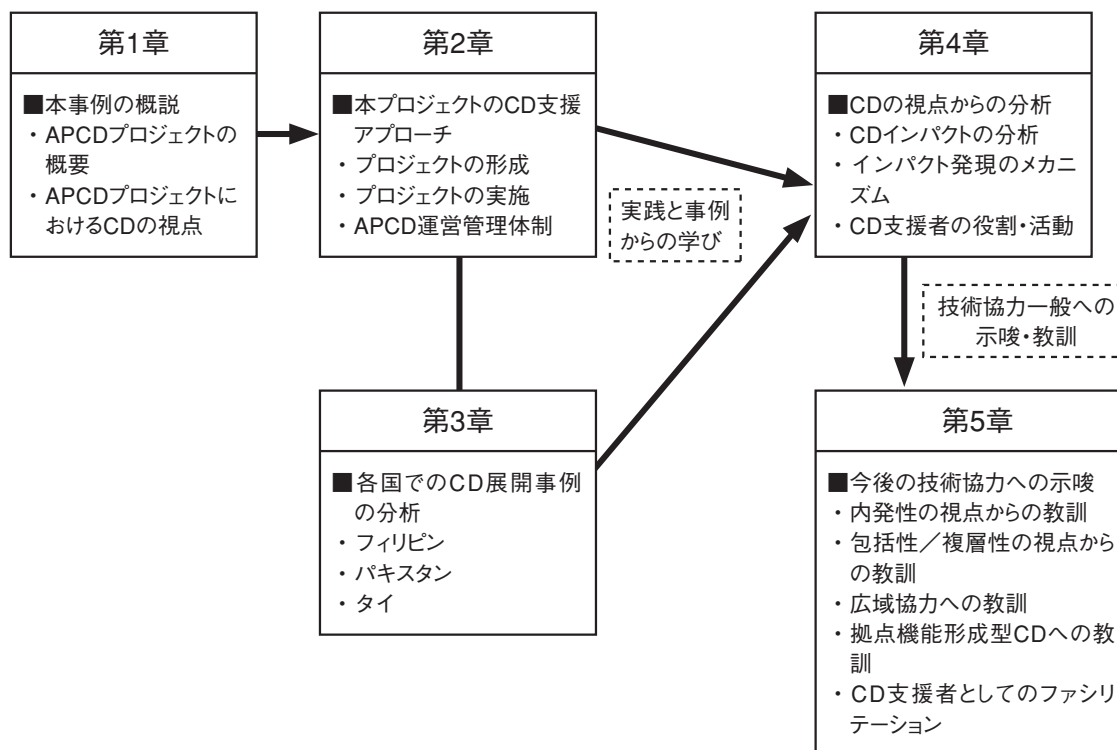 第1章
■本事例の概説
・APCDプロジェクトの
概要
・APCDプロジェクトに
おけるCDの視点
第2章
■本プロジェクトのCD支援
アプローチ
・プロジェクトの形成
・プロジェクトの実施
・APCD運営管理体制
実践と事例
からの学び
第3章
■各国でのCD展開事例
の分析
・フィリピン
・パキスタン
・タイ
第4章
■CDの視点からの分析
・CDインパクトの分析
・インパクト発現のメカニ
ズム
・CD支援者の役割・活動
技術協力一般への
示唆・教訓
第5章
■今後の技術協力への示唆
・内発性の視点からの教訓
・包括性／複層性の視点から
の教訓
・広域協力への教訓
・拠点機能形成型CDへの教
訓
・CD支援者としてのファシリ
テーション